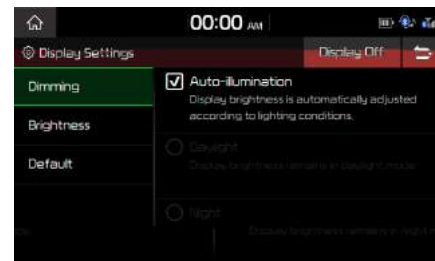 00:00 AM
Display Settings
Display Off
Dimming
Auto-illumination
Display brightness is automatically adjusted
according to lighting conditions.
Brightness
Daylight
Display brightness remains in daylight mode.
Default
Night
Display brightness remains in night m